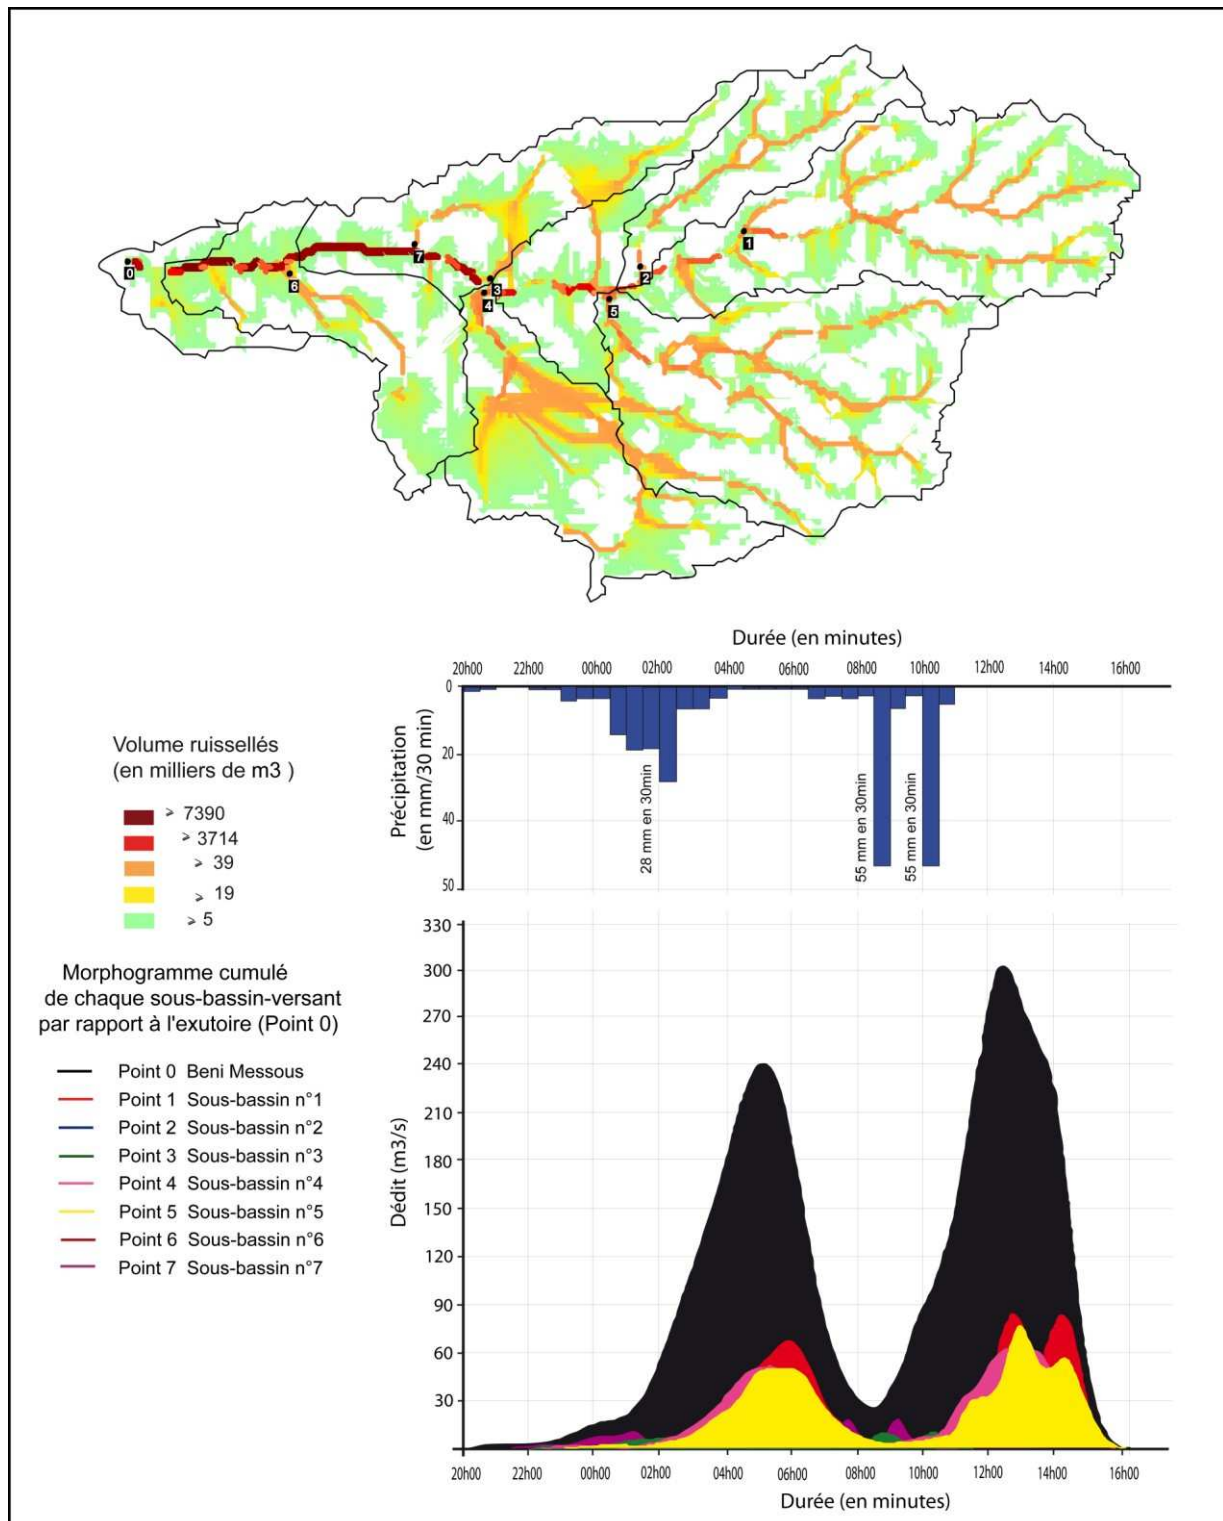 0
6
7
3
4
5
2
1
Durée (en minutes)
20h00 22h00 00h00 02h00 04h00 06h00 08h00 10h00 12h00 14h00 16h00
Précipitation
(en mm/30 min)
0
20
40
50
28 mm en 30min
55 mm en 30min
55 mm en 30min
Volume ruissellés
(en milliers de m3 )
⩾ 7390
⩾ 3714
⩾ 39
⩾ 19
⩾ 5
Morphogramme cumulé
de chaque sous-bassin-versant
par rapport à l'exutoire (Point 0)
Point 0 Beni Messous
Point 1 Sous-bassin n°1
Point 2 Sous-bassin n°2
Point 3 Sous-bassin n°3
Point 4 Sous-bassin n°4
Point 5 Sous-bassin n°5
Point 6 Sous-bassin n°6
Point 7 Sous-bassin n°7
Dédit (m3/s)
330
300
270
240
210
180
150
120
90
60
30
20h00 22h00 00h00 02h00 04h00 06h00 08h00 10h00 12h00 14h00 16h00
Durée (en minutes)